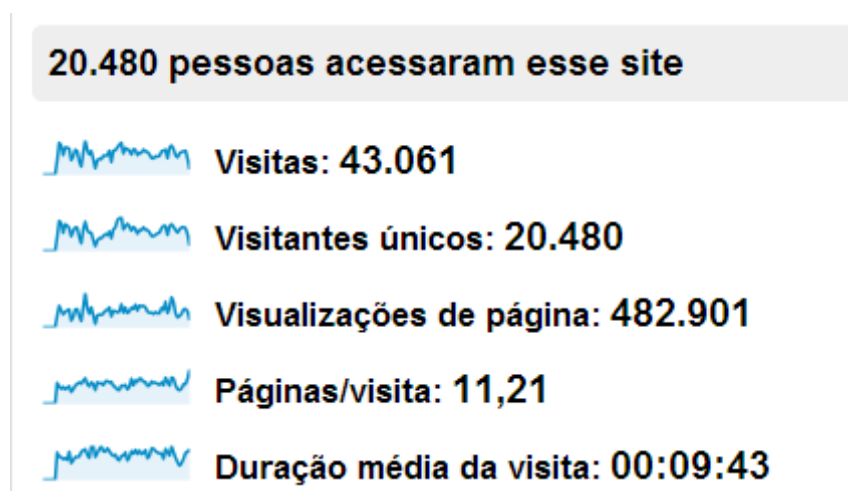 20.480 pessoas acessaram esse site
Visitas: 43.061
Visitantes únicos: 20.480
Visualizações de página: 482.901
Páginas/visita: 11,21
Duração média da visita: 00:09:43